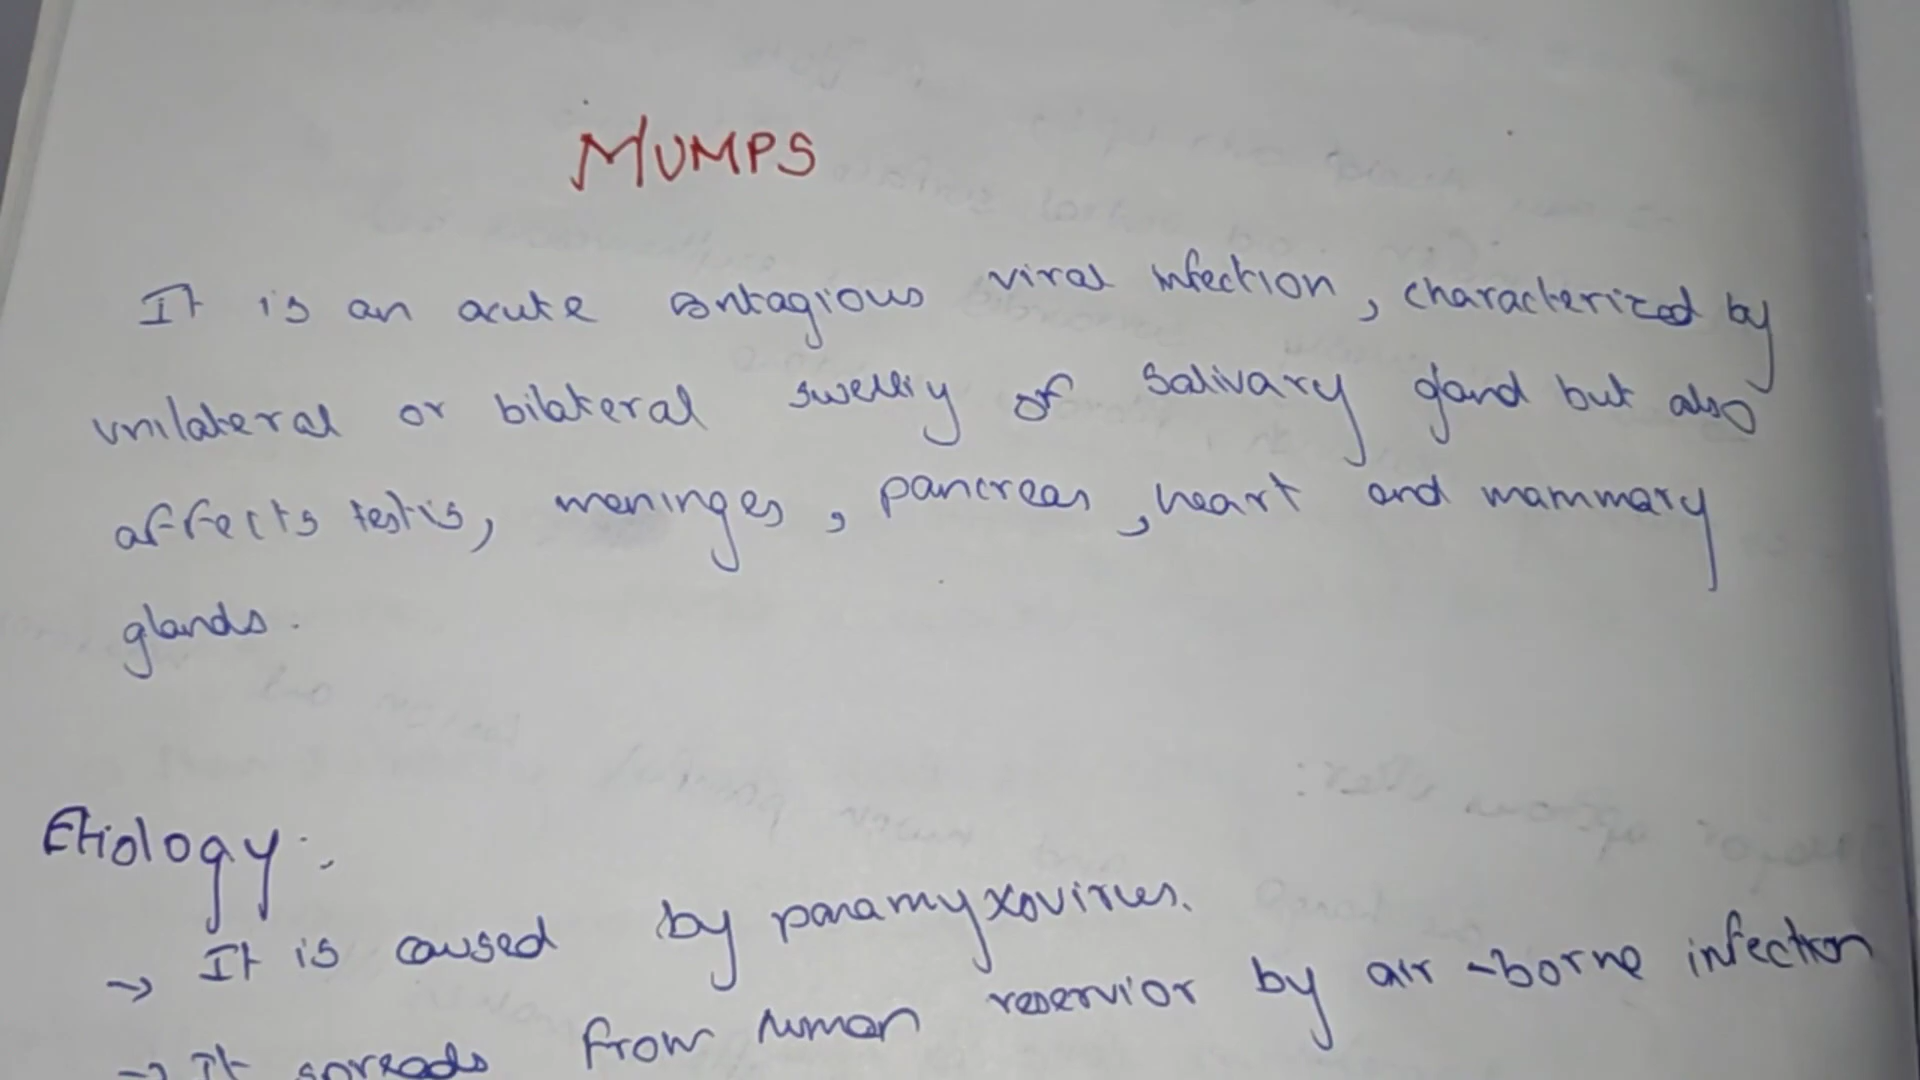 MUMPS
It is an acute contagious viral infection, characterized by
unilateral or bilateral swelling of salivary gland but also
affects testis, meninges, pancreas, heart and mammary
glands.
Etiology:
→ It is caused by paramyxovirus.
→ It spreads from human reservior by air-borne infection